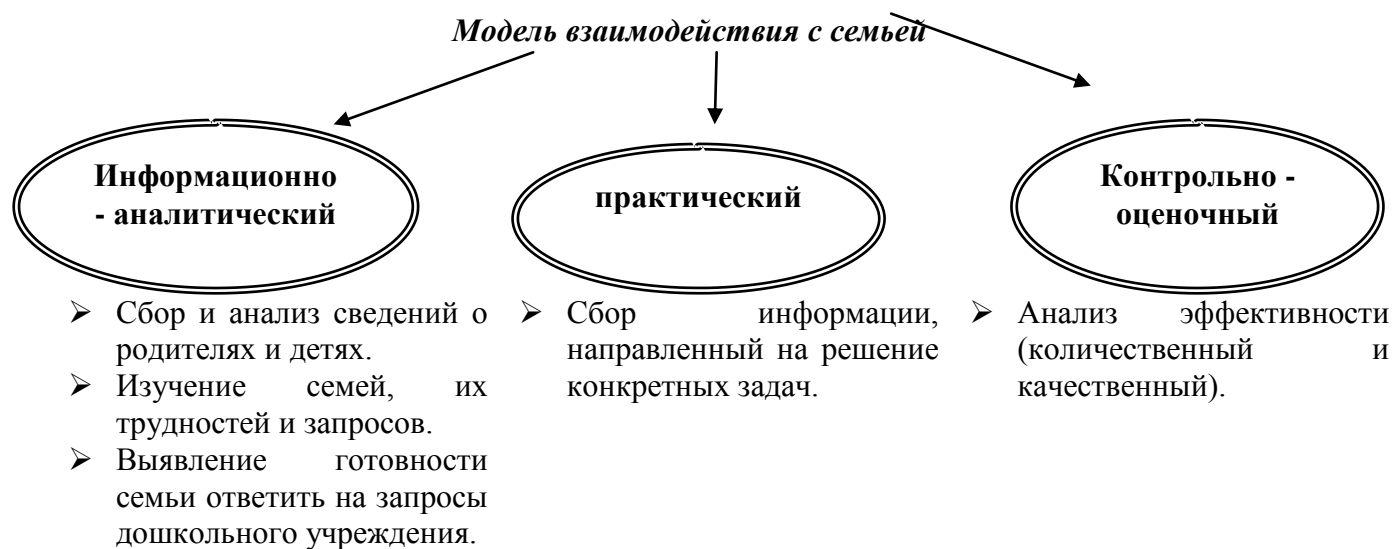 Модель взаимодействия с семьей
Информационно
- аналитический
практический
Контрольно -
оценочный
➢ Сбор и анализ сведений о
родителях и детях.
➢ Изучение семей, их
трудностей и запросов.
➢ Выявление готовности
семьи ответить на запросы
дошкольного учреждения.
➢ Сбор информации,
направленный на решение
конкретных задач.
➢ Анализ эффективности
(количественный и
качественный).